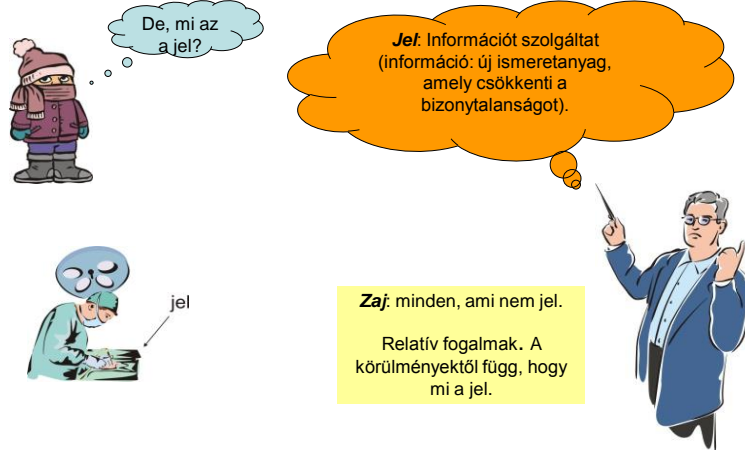 De, mi az
a jel?
Jel: Információt szolgáltat
(információ: új ismeretanyag,
amely csökkenti a
bizonytalanságot).
jel
Zaj: minden, ami nem jel.
Relatív fogalmak. A
körülményektől függ, hogy
mi a jel.